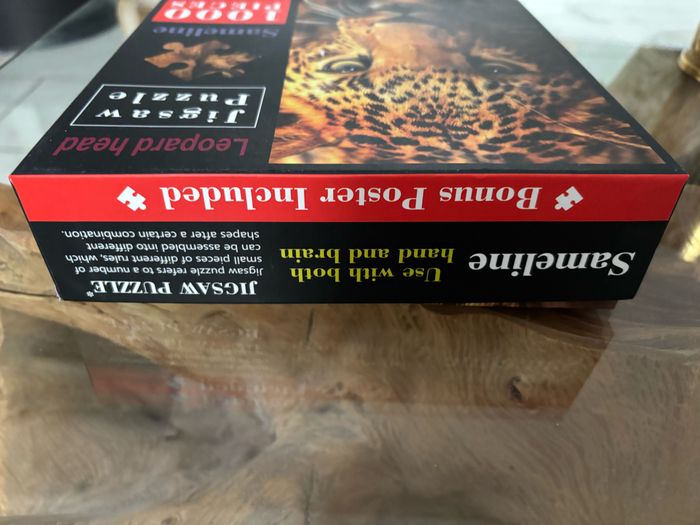 Leopard head
Jigsaw
Puzzle
Sameline
1000
PIECES
Bonus Poster Included
Sameline
Use with both
hand and brain
JIGSAW PUZZLE
Jigsaw puzzle refers to a number of
small pieces of different rules, which
can be assembled into different
shapes after a certain combination.